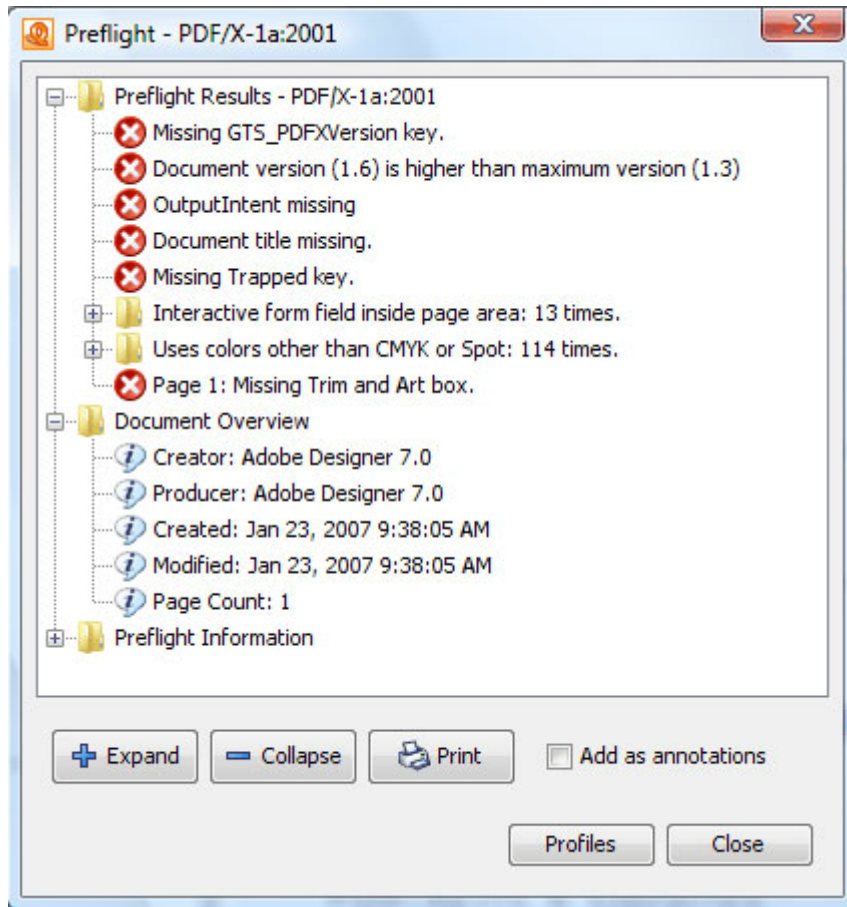 Preflight - PDF/X-1a:2001
Preflight Results - PDF/X-1a:2001
Missing GTS_PDFXVersion key.
Document version (1.6) is higher than maximum version (1.3)
OutputIntent missing
Document title missing.
Missing Trapped key.
Interactive form field inside page area: 13 times.
Uses colors other than CMYK or Spot: 114 times.
Page 1: Missing Trim and Art box.
Document Overview
Creator: Adobe Designer 7.0
Producer: Adobe Designer 7.0
Created: Jan 23, 2007 9:38:05 AM
Modified: Jan 23, 2007 9:38:05 AM
Page Count: 1
Preflight Information
Expand Collapse Print Add as annotations
Profiles Close